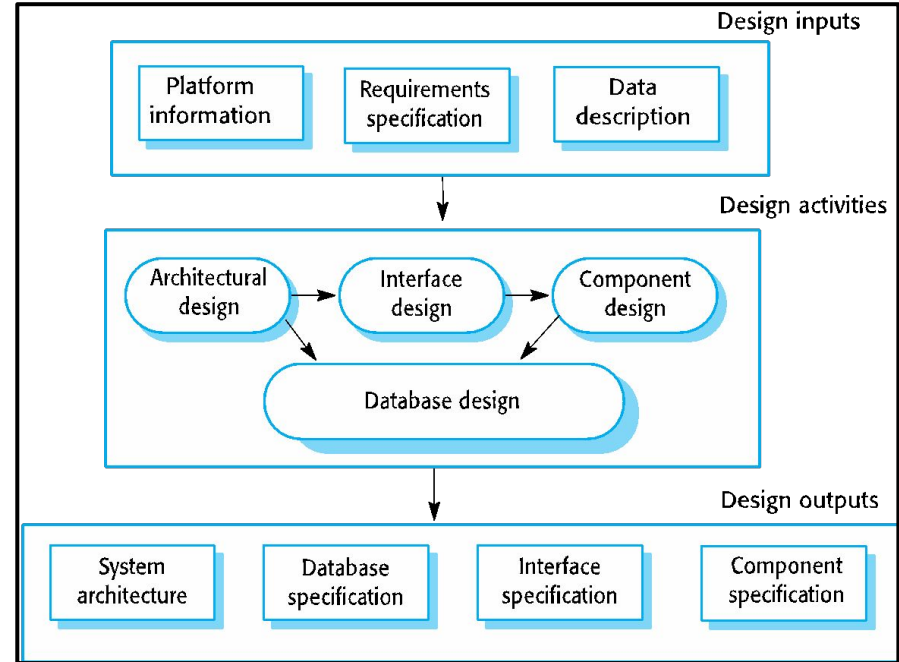 Design inputs
Platform
information
Requirements
specification
Data
description
Design activities
Architectural
design
Interface
design
Component
design
Database design
Design outputs
System
architecture
Database
specification
Interface
specification
Component
specification